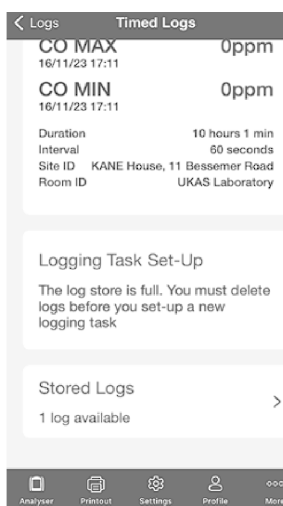 Logs Timed Logs
CO MAX 0ppm
16/11/23 17:11
CO MIN 0ppm
16/11/23 17:11
Duration 10 hours 1 min
Interval 60 seconds
Site ID KANE House, 11 Bessemer Road
Room ID UKAS Laboratory
Logging Task Set-Up
The log store is full. You must delete
logs before you set-up a new
logging task
Stored Logs
1 log available
Analyser Printout Settings Profile More